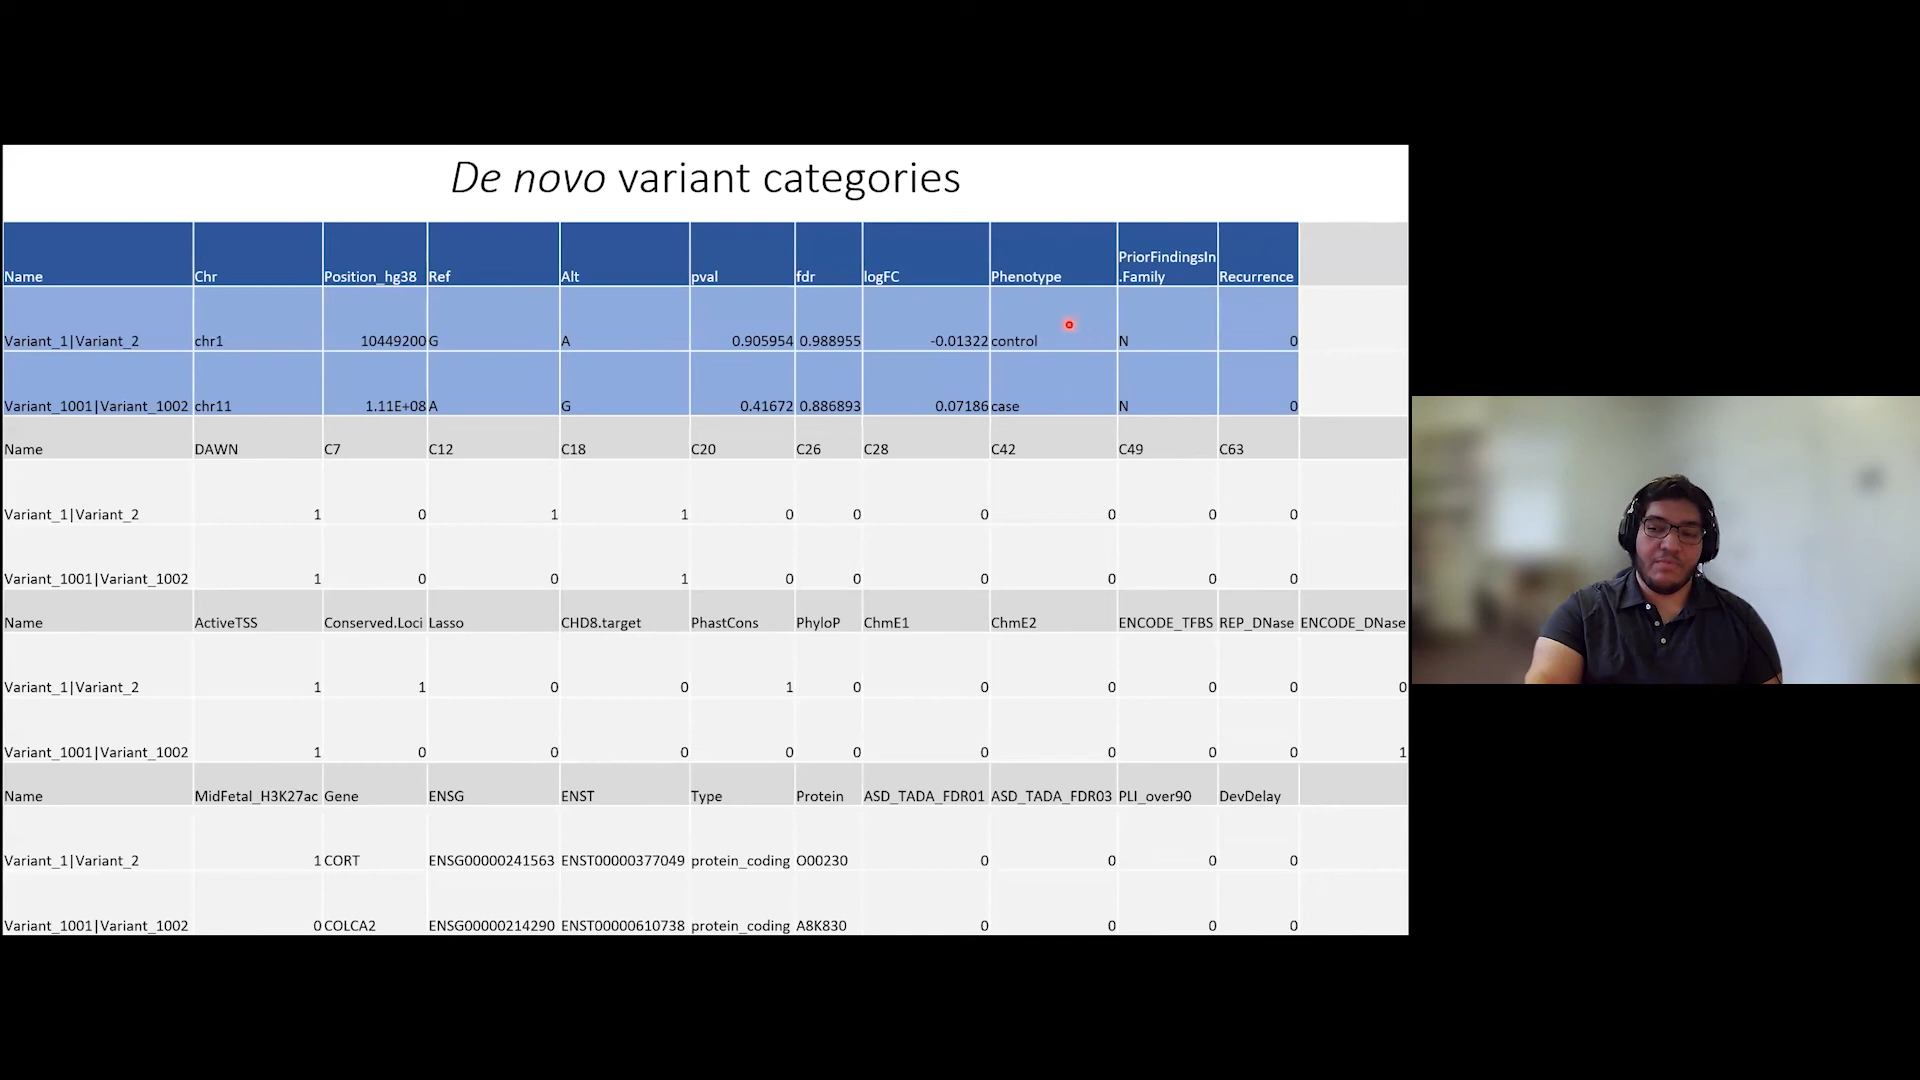 De novo variant categories
Name Chr Position_hg38 Ref Alt pval fdr logFC Phenotype PriorFindingsIn.Family Recurrence
Variant_1|Variant_2 chr1 10449200 G A 0.905954 0.988955 -0.01322 control N 0
Variant_1001|Variant_1002 chr11 1.11E+08 A G 0.41672 0.886893 0.07186 case N 0
Name DAWN C7 C12 C18 C20 C26 C28 C42 C49 C63
Variant_1|Variant_2 1 0 1 1 0 0 0 0 0 0
Variant_1001|Variant_1002 1 0 0 1 0 0 0 0 0 0
Name ActiveTSS Conserved.Loci Lasso CHD8.target PhastCons PhyloP ChmE1 ChmE2 ENCODE_TFBS REP_DNase ENCODE_DNase
Variant_1|Variant_2 1 1 0 0 1 0 0 0 0 0 0
Variant_1001|Variant_1002 1 0 0 0 0 0 0 0 0 0 1
Name MidFetal_H3K27ac Gene ENSG ENST Type Protein ASD_TADA_FDR01 ASD_TADA_FDR03 PLI_over90 DevDelay
Variant_1|Variant_2 1 CORT ENSG00000241563 ENST00000377049 protein_coding O00230 0 0 0 0
Variant_1001|Variant_1002 0 COLCA2 ENSG00000214290 ENST00000610738 protein_coding A8K830 0 0 0 0